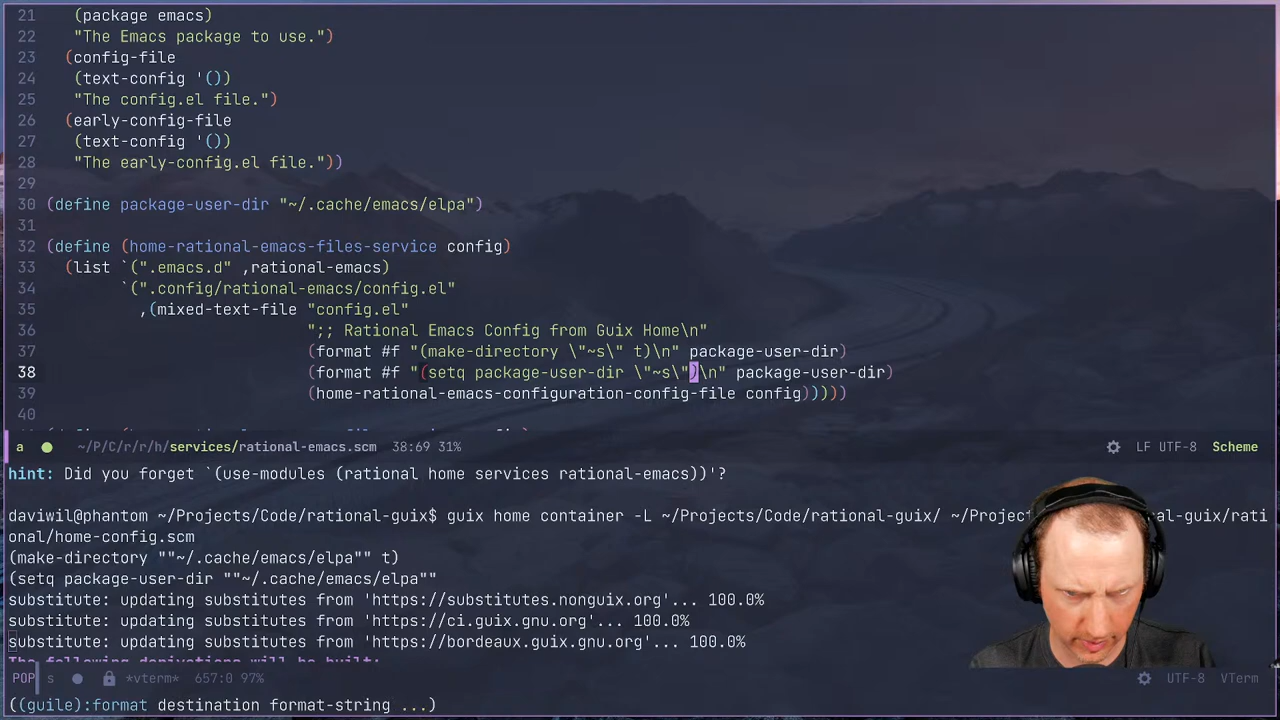 21 (package emacs)
22 "The Emacs package to use.")
23 (config-file
24 (text-config '())
25 "The config.el file.")
26 (early-config-file
27 (text-config '())
28 "The early-config.el file."))
29
30 (define package-user-dir "~/.cache/emacs/elpa")
31
32 (define (home-rational-emacs-files-service config)
33 (list `(".emacs.d" ,rational-emacs)
34 `(".config/rational-emacs/config.el"
35 ,(mixed-text-file "config.el"
36 ";; Rational Emacs Config from Guix Home\n"
37 (format #f "(make-directory \"~s\" t)\n" package-user-dir)
38 (format #f "(setq package-user-dir \"~s\")\n" package-user-dir)
39 (home-rational-emacs-configuration-config-file config)))))
40
a ~/P/C/r/r/h/services/rational-emacs.scm 38:69 31% LF UTF-8 Scheme
hint: Did you forget `(use-modules (rational home services rational-emacs))'?
daviwil@phantom ~/Projects/Code/rational-guix$ guix home container -L ~/Projects/Code/rational-guix/ ~/Projec al-guix/rati
onal/home-config.scm
(make-directory ""~/.cache/emacs/elpa"" t)
(setq package-user-dir ""~/.cache/emacs/elpa""
substitute: updating substitutes from 'https://substitutes.nonguix.org'... 100.0%
substitute: updating substitutes from 'https://ci.guix.gnu.org'... 100.0%
substitute: updating substitutes from 'https://bordeaux.guix.gnu.org'... 100.0%
The following derivations will be built:
POP s *vterm* 657:0 97% UTF-8 VTerm
((guile):format destination format-string ...)